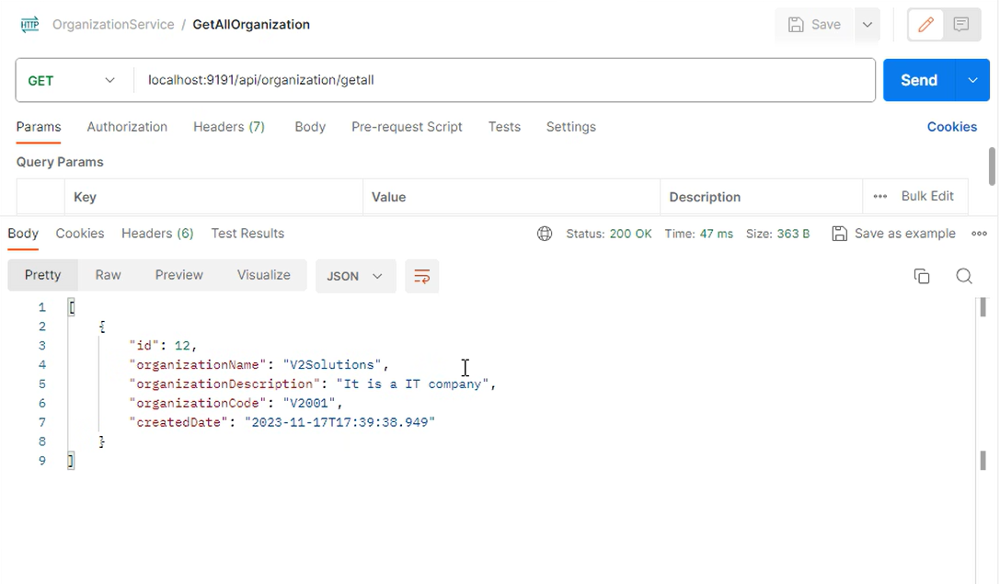 HTTP OrganizationService / GetAllOrganization Save
GET localhost:9191/api/organization/getall Send
Params Authorization Headers (7) Body Pre-request Script Tests Settings Cookies
Query Params
Key Value Description Bulk Edit
Body Cookies Headers (6) Test Results Status: 200 OK Time: 47 ms Size: 363 B Save as example
Pretty Raw Preview Visualize JSON
1 [
2 {
3 "id": 12,
4 "organizationName": "V2Solutions",
5 "organizationDescription": "It is a IT company",
6 "organizationCode": "V2001",
7 "createdDate": "2023-11-17T17:39:38.949"
8 }
9 ]